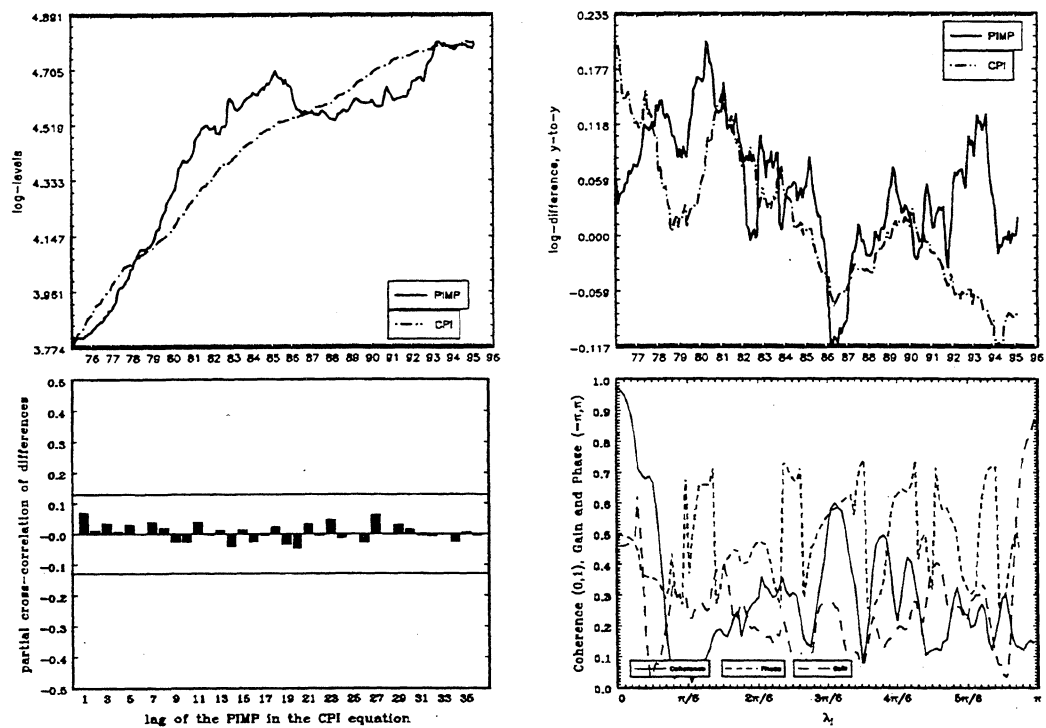 4.891
4.705
4.519
4.333
4.147
3.961
3.774
log-levels
PIMP
CPI
76 77 78 79 80 81 82 83 84 85 86 87 88 89 90 91 92 93 94 95 96
0.235
0.177
0.118
0.059
0.000
-0.059
-0.117
log-difference, y-to-y
PIMP
CPI
77 78 79 80 81 82 83 84 85 86 87 88 89 90 91 92 93 94 95 96
0.5
0.4
0.3
0.2
0.1
-0.0
-0.1
-0.2
-0.3
-0.4
-0.5
partial cross-correlation of differences
1 3 5 7 9 11 13 15 17 19 21 23 25 27 29 31 33 35
lag of the PIMP in the CPI equation
1.0
0.9
0.8
0.7
0.6
0.5
0.4
0.3
0.2
0.1
0.0
Coherence (0,1), Gain and Phase (-π,π)
Coherence
Phase
Gain
0 π/6 2π/6 3π/6 4π/6 5π/6 π
λj